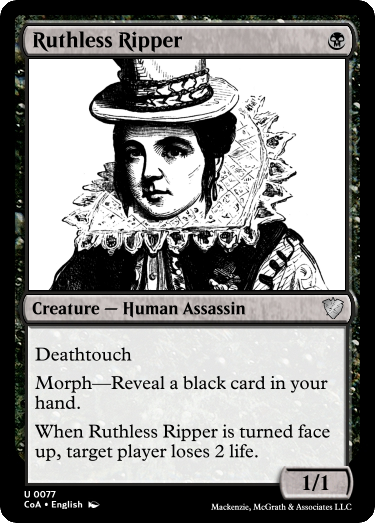 Ruthless Ripper
Creature — Human Assassin
Deathtouch
Morph—Reveal a black card in your
hand.
When Ruthless Ripper is turned face
up, target player loses 2 life.
1/1
U 0077
CoA • English
Mackenzie, McGrath & Associates LLC